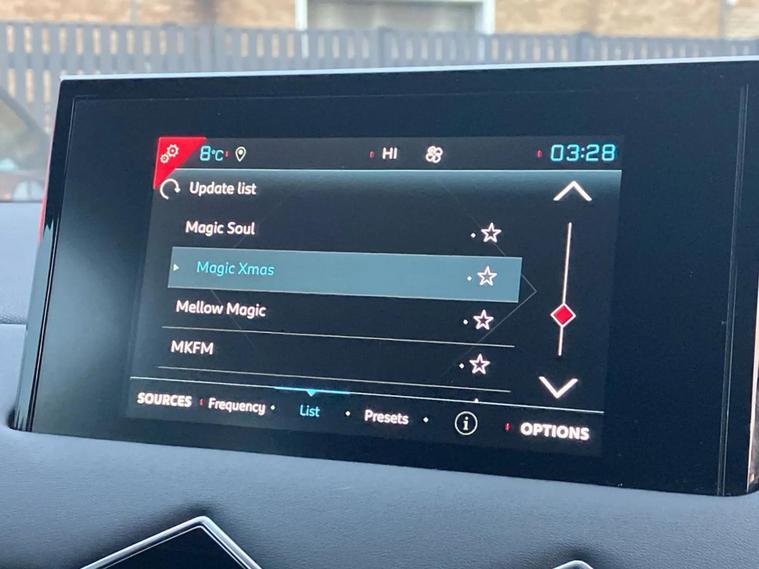 8°C HI 03:28
Update list
Magic Soul
Magic Xmas
Mellow Magic
MKFM
SOURCES Frequency List Presets i OPTIONS